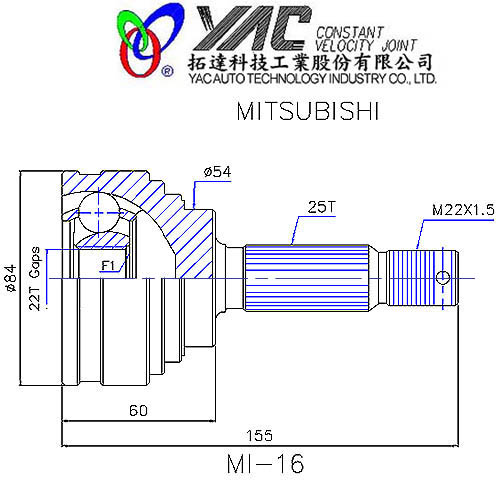 YAC CONSTANT
VELOCITY JOINT
拓達科技工業股份有限公司
YAC AUTO TECHNOLOGY INDUSTRY CO., LTD.
MITSUBISHI
ø54
25T
M22X1.5
ø84
22T Gaps
F1
60
155
MI-16